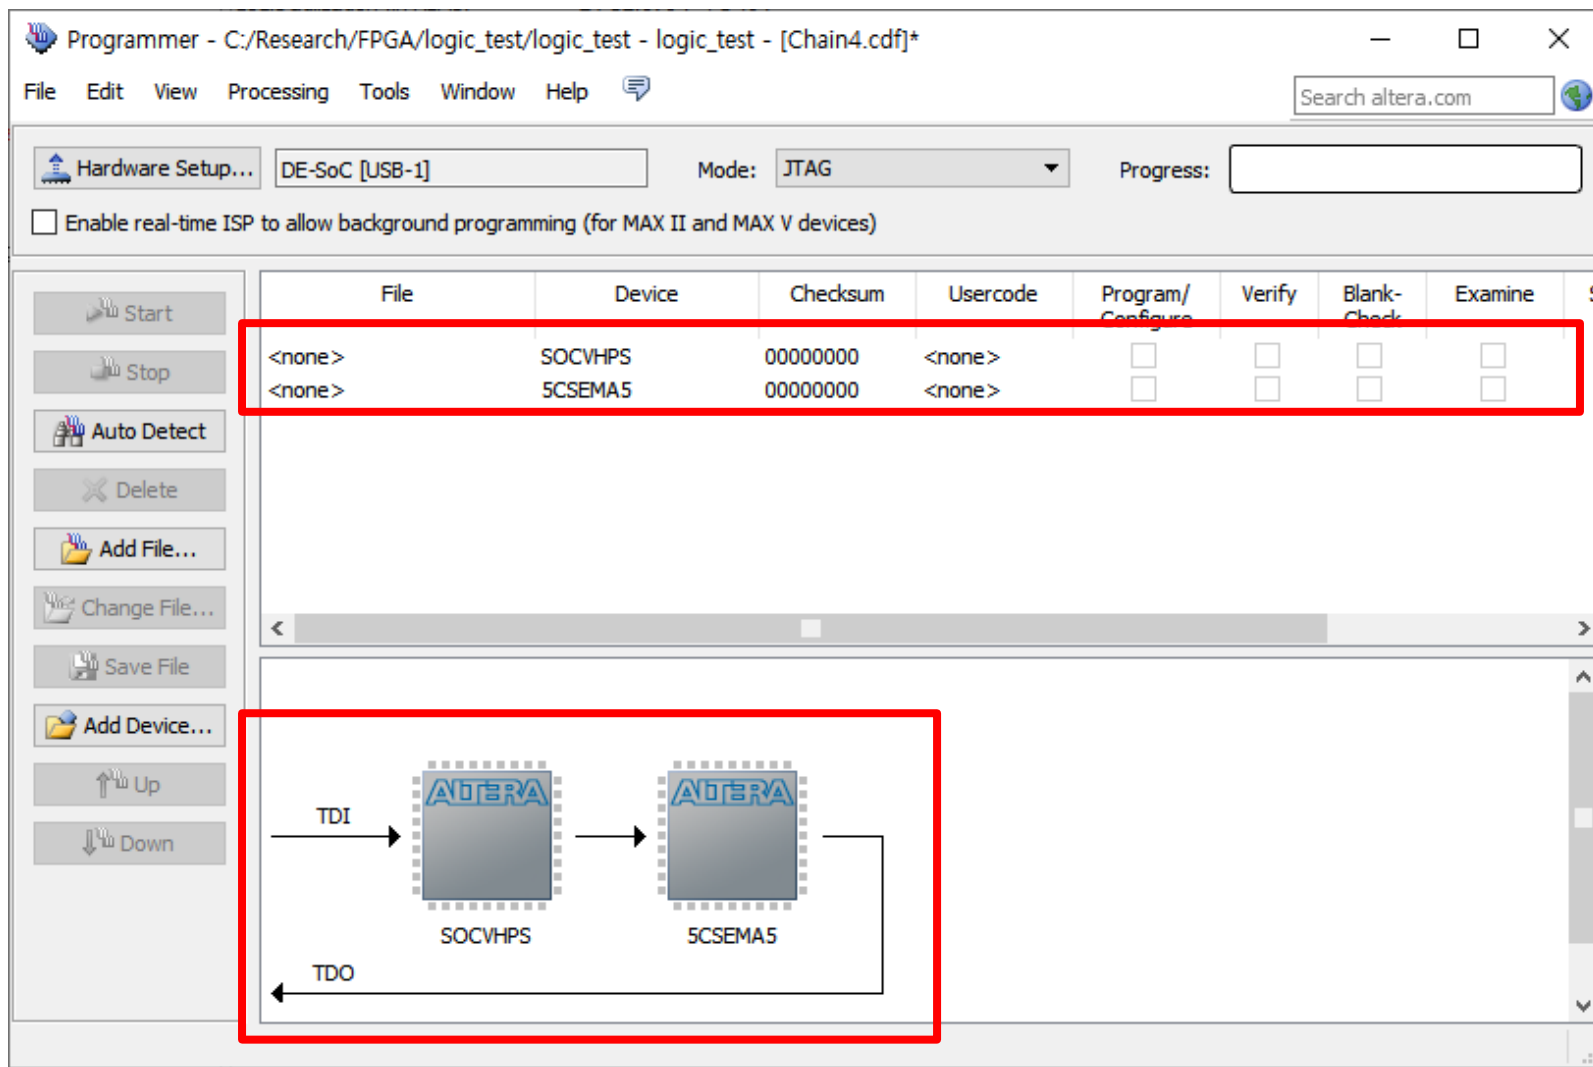 Programmer - C:/Research/FPGA/logic_test/logic_test - logic_test - [Chain4.cdf]*
File Edit View Processing Tools Window Help
Search altera.com
Hardware Setup... DE-SoC [USB-1] Mode: JTAG Progress:
Enable real-time ISP to allow background programming (for MAX II and MAX V devices)
File Device Checksum Usercode Program/ Configure Verify Blank- Check Examine
<none> SOCVHPS 00000000 <none>
<none> 5CSEMA5 00000000 <none>
Start
Stop
Auto Detect
Delete
Add File...
Change File...
Save File
Add Device...
Up
Down
TDI
ALTERA ALTERA
SOCVHPS 5CSEMA5
TDO